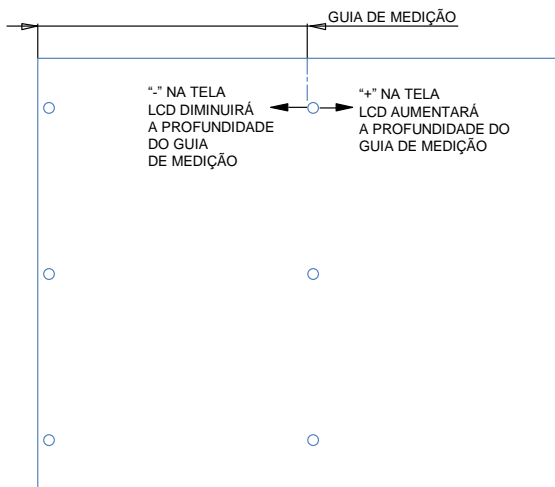 GUIA DE MEDIÇÃO
“-” NA TELA
LCD DIMINUIRÁ
A PROFUNDIDADE
DO GUIA
DE MEDIÇÃO
“+” NA TELA
LCD AUMENTARÁ
A PROFUNDIDADE DO
GUIA DE MEDIÇÃO